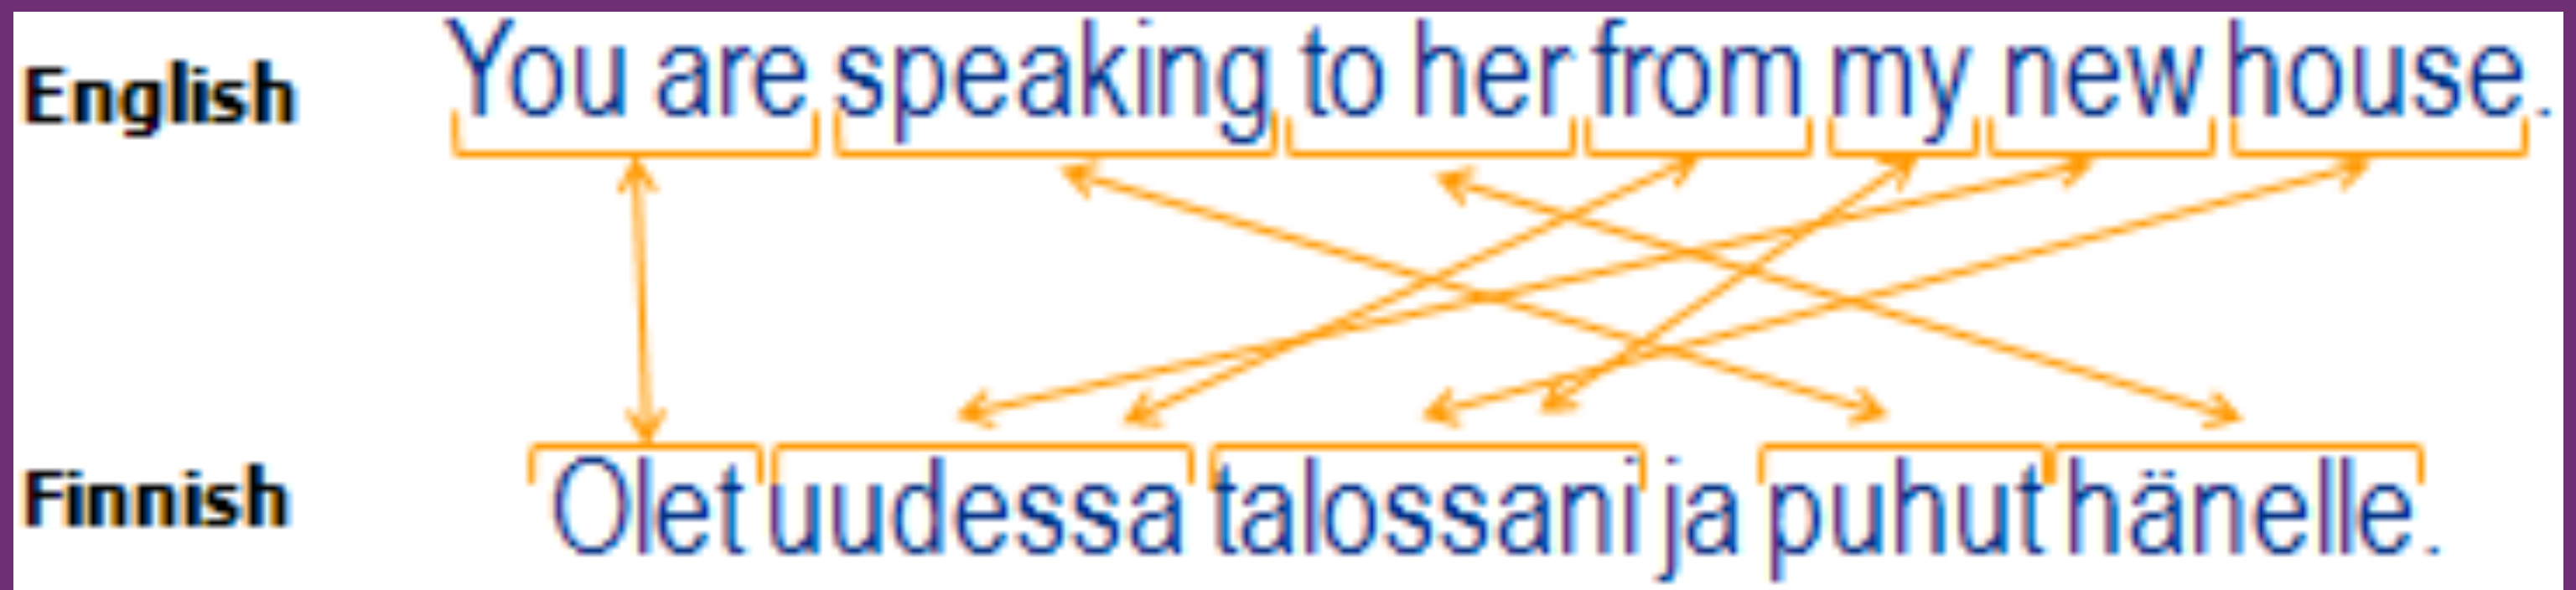 English You are speaking to her from my new house.
Finnish Olet uudessa talossani ja puhut hänelle.